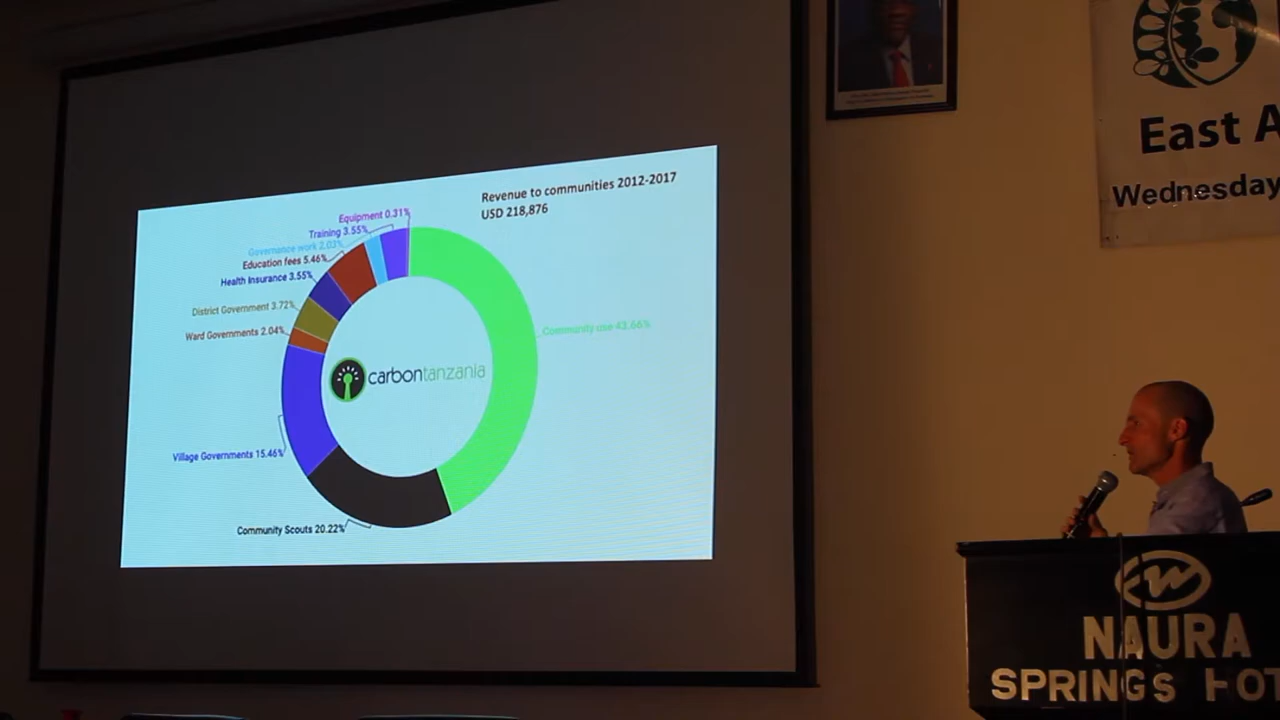 Revenue to communities 2012-2017
USD 218,876
Equipment 0.31%
Training 3.55%
Governance work 2.03%
Education fees 5.46%
Health Insurance 3.55%
District Government 3.72%
Ward Governments 2.04%
Village Governments 15.46%
Community Scouts 20.22%
Community use 43.66%
carbontanzania
East A
Wednesday
NAURA
SPRINGS HOT